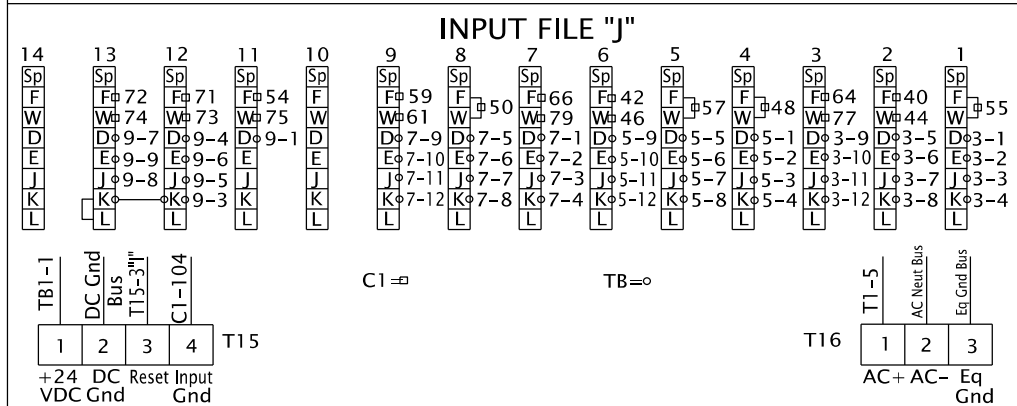 INPUT FILE "J"
14 13 12 11 10 9 8 7 6 5 4 3 2 1
Sp Sp Sp Sp Sp Sp Sp Sp Sp Sp Sp Sp Sp Sp
F F 72 F 71 F 54 F F 59 F F 66 F 42 F F F 64 F 40 F
50 57 48 55
W W 74 W 73 W 75 W W 61 W W 79 W 46 W W W 77 W 44 W
D D 9-7 D 9-4 D 9-1 D D 7-9 D 7-5 D 7-1 D 5-9 D 5-5 D 5-1 D 3-9 D 3-5 D 3-1
E E 9-9 E 9-6 E E E 7-10 E 7-6 E 7-2 E 5-10 E 5-6 E 5-2 E 3-10 E 3-6 E 3-2
J J 9-8 J 9-5 J J J 7-11 J 7-7 J 7-3 J 5-11 J 5-7 J 5-3 J 3-11 J 3-7 J 3-3
K K K 9-3 K K K 7-12 K 7-8 K 7-4 K 5-12 K 5-8 K 5-4 K 3-12 K 3-8 K 3-4
L L L L L L L L L L L L L L
TB1-1
DC Gnd
Bus
T15-3"I"
C1-104
C1=
TB=
T1-5
AC Neut Bus
Eq Gnd Bus
1 2 3 4 T15
T16 1 2 3
+24 DC Reset Input
VDC Gnd Gnd
AC+ AC- Eq
Gnd